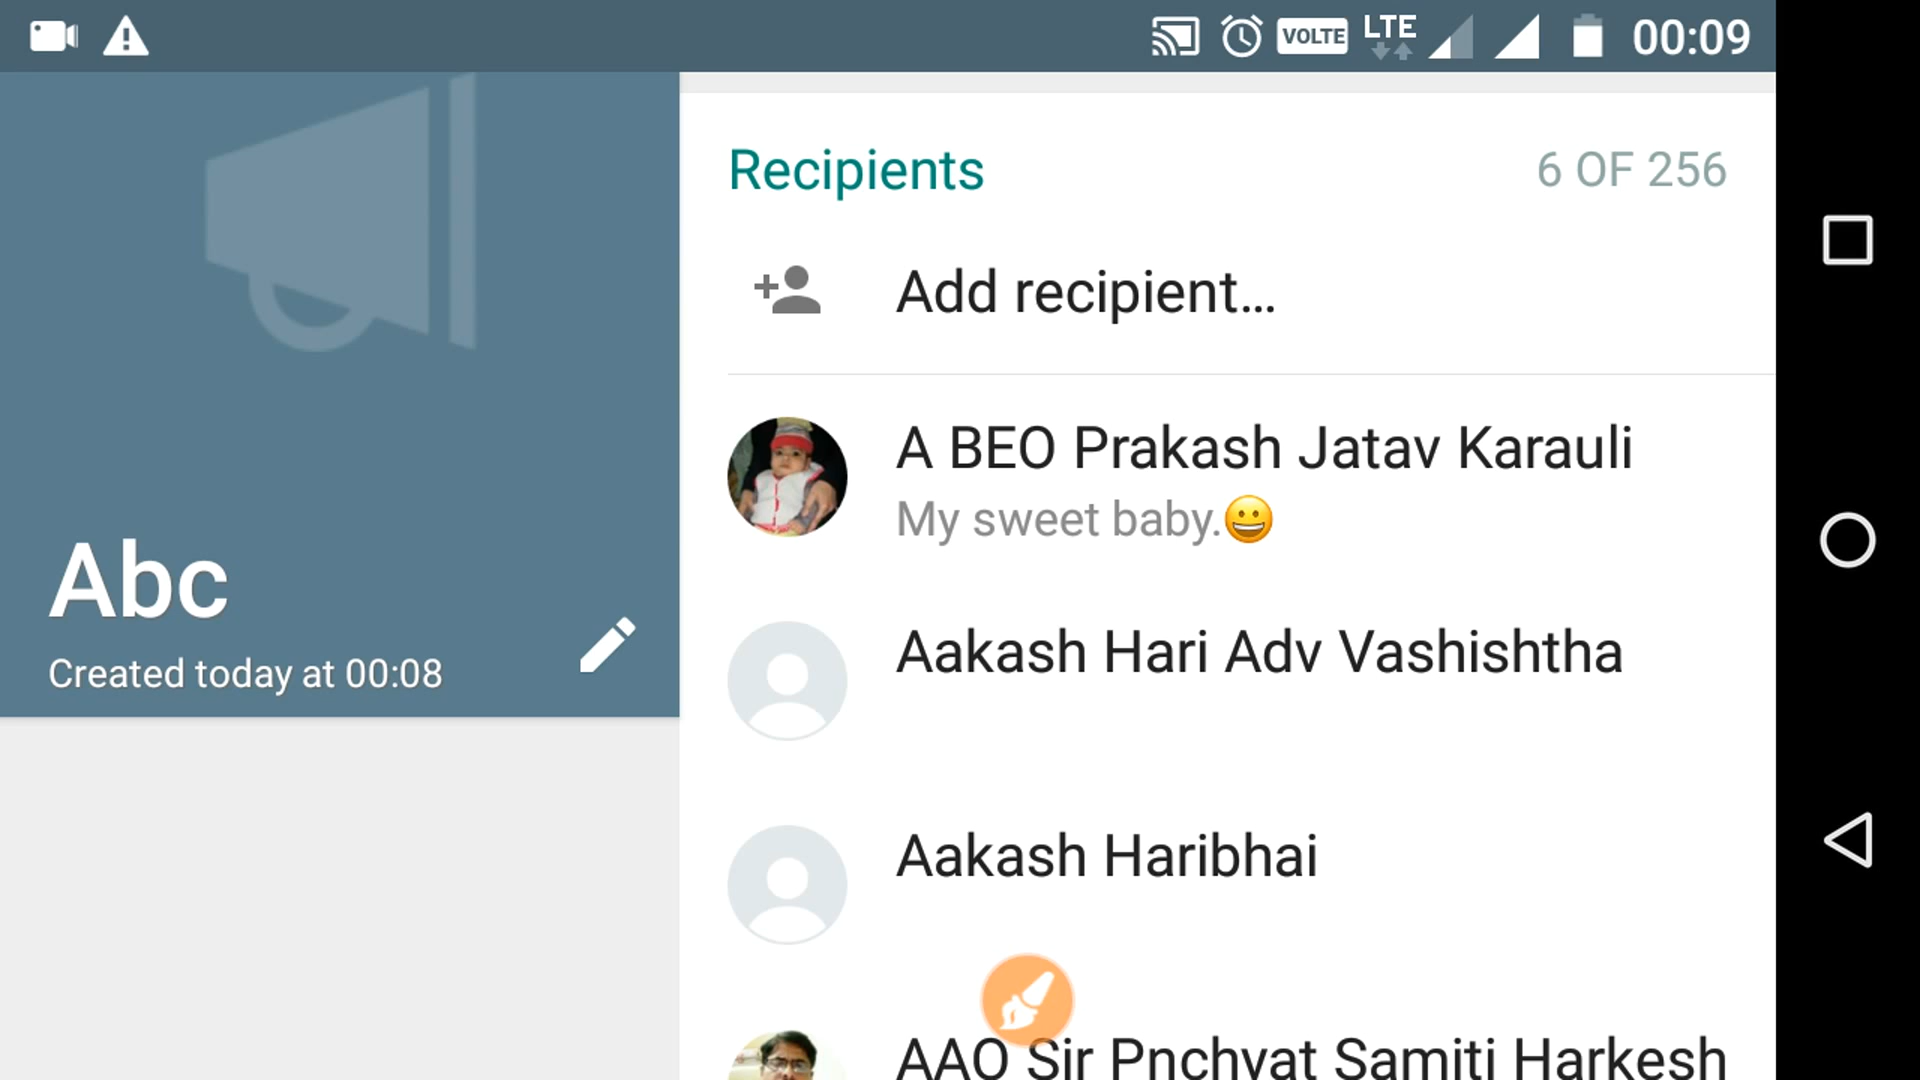 VOLTE LTE 00:09
Recipients 6 OF 256
Add recipient…
A BEO Prakash Jatav Karauli
My sweet baby.😀
Abc
Created today at 00:08
Aakash Hari Adv Vashishtha
Aakash Haribhai
AAO Sir Pnchyat Samiti Harkesh